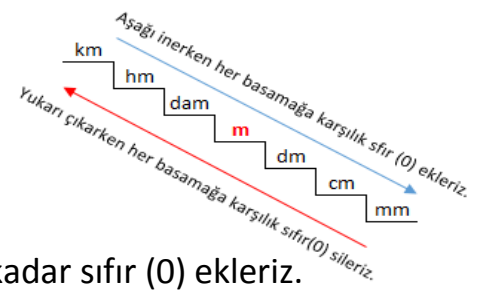 Aşağı inerken her basamağa karşılık sfir (0) ekleriz.
km
hm
dam
m
dm
cm
mm
Yukarı çıkarken her basamağa karşılık sıfır(0) sileriz.
kadar sıfır (0) ekleriz.